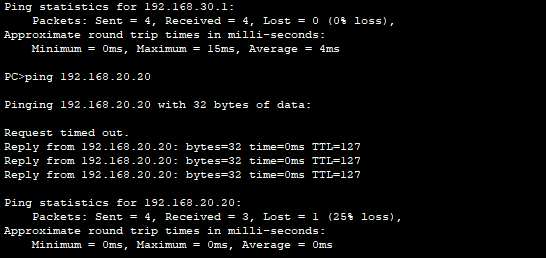 Ping statistics for 192.168.30.1:
    Packets: Sent = 4, Received = 4, Lost = 0 (0% loss),
Approximate round trip times in milli-seconds:
    Minimum = 0ms, Maximum = 15ms, Average = 4ms
PC>ping 192.168.20.20
Pinging 192.168.20.20 with 32 bytes of data:
Request timed out.
Reply from 192.168.20.20: bytes=32 time=0ms TTL=127
Reply from 192.168.20.20: bytes=32 time=0ms TTL=127
Reply from 192.168.20.20: bytes=32 time=0ms TTL=127
Ping statistics for 192.168.20.20:
    Packets: Sent = 4, Received = 3, Lost = 1 (25% loss),
Approximate round trip times in milli-seconds:
    Minimum = 0ms, Maximum = 0ms, Average = 0ms